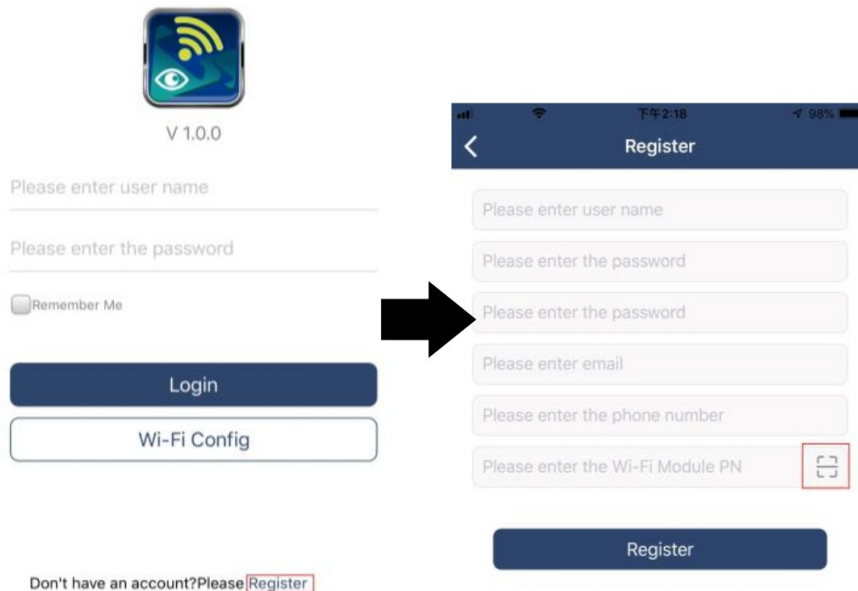 V 1.0.0
Please enter user name
Please enter the password
Remember Me
Login
Wi-Fi Config
Don't have an account?Please Register
下午2:18
98%
Register
Please enter user name
Please enter the password
Please enter the password
Please enter email
Please enter the phone number
Please enter the Wi-Fi Module PN
Register